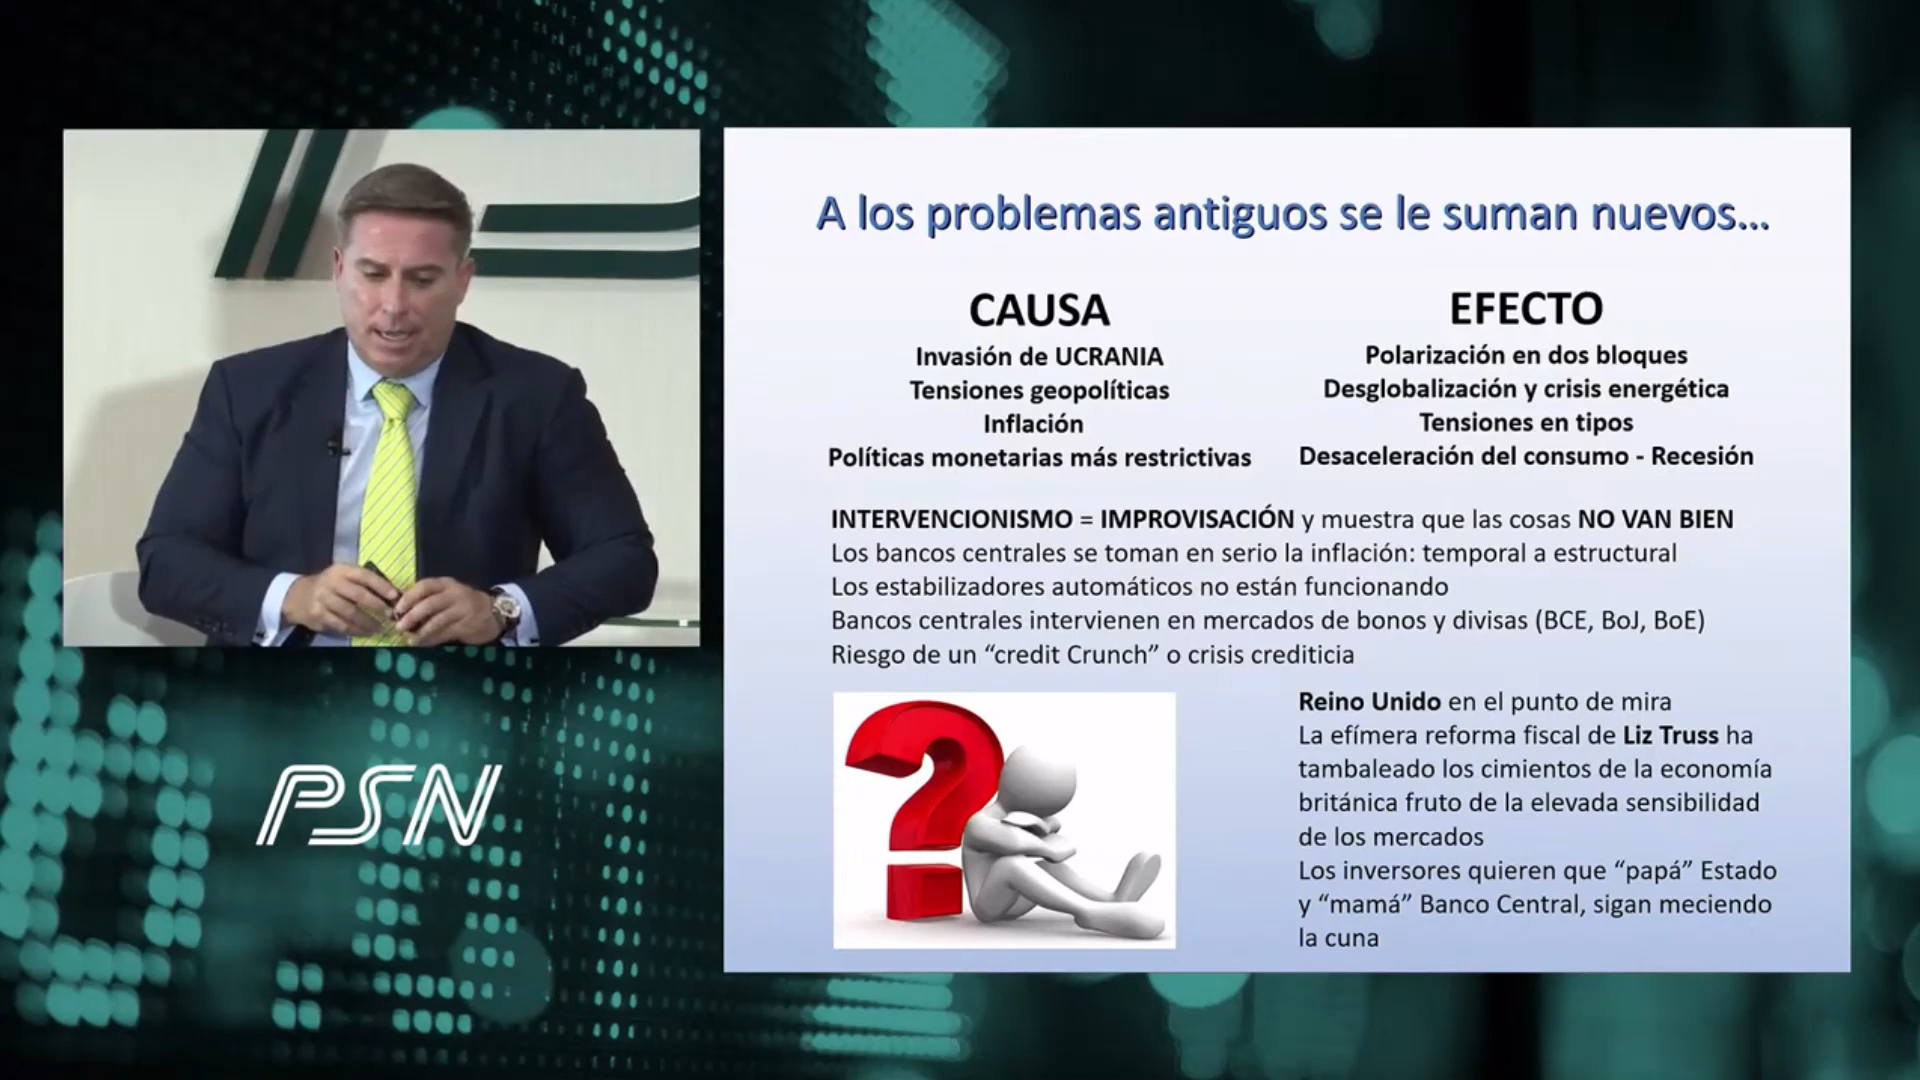 A los problemas antiguos se le suman nuevos...
CAUSA
Invasión de UCRANIA
Tensiones geopolíticas
Inflación
Políticas monetarias más restrictivas
EFECTO
Polarización en dos bloques
Desglobalización y crisis energética
Tensiones en tipos
Desaceleración del consumo - Recesión
INTERVENCIONISMO = IMPROVISACIÓN y muestra que las cosas NO VAN BIEN
Los bancos centrales se toman en serio la inflación: temporal a estructural
Los estabilizadores automáticos no están funcionando
Bancos centrales intervienen en mercados de bonos y divisas (BCE, BoJ, BoE)
Riesgo de un “credit Crunch” o crisis crediticia
Reino Unido en el punto de mira
La efímera reforma fiscal de Liz Truss ha
tambaleado los cimientos de la economía
británica fruto de la elevada sensibilidad
de los mercados
Los inversores quieren que “papá” Estado
y “mamá” Banco Central, sigan meciendo
la cuna
PSN